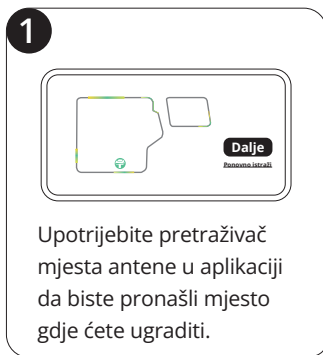 1
Dalje
Ponovno istraži
Upotrijebite pretraživač
mjesta antene u aplikaciji
da biste pronašli mjesto
gdje ćete ugraditi.